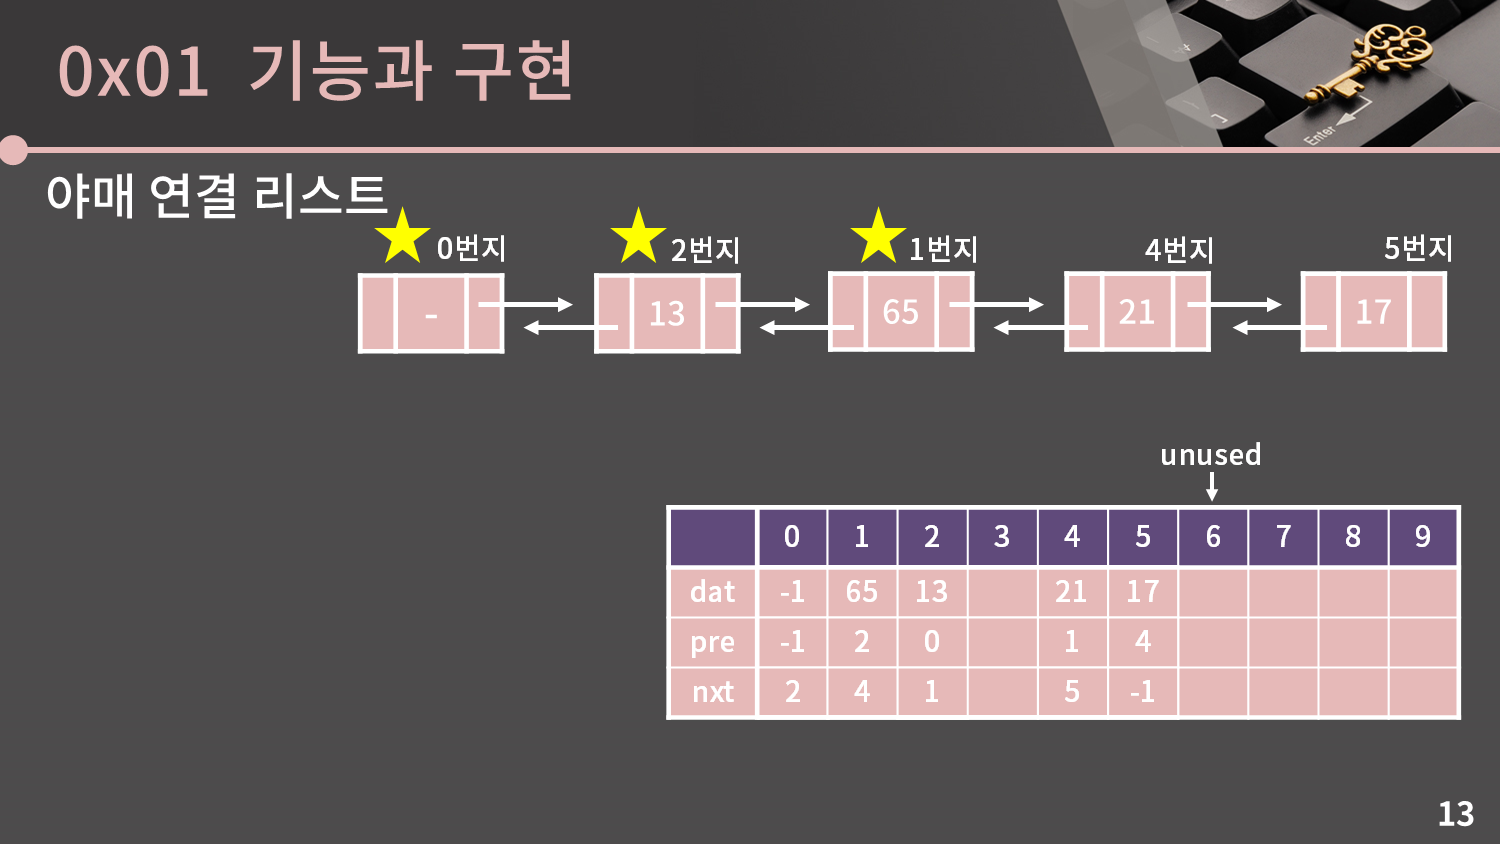 0x01 기능과 구현
Enter
야매 연결 리스트
0번지 2번지 1번지 4번지 5번지
- 13 65 21 17
unused
0 1 2 3 4 5 6 7 8 9
dat -1 65 13 21 17
pre -1 2 0 1 4
nxt 2 4 1 5 -1
13